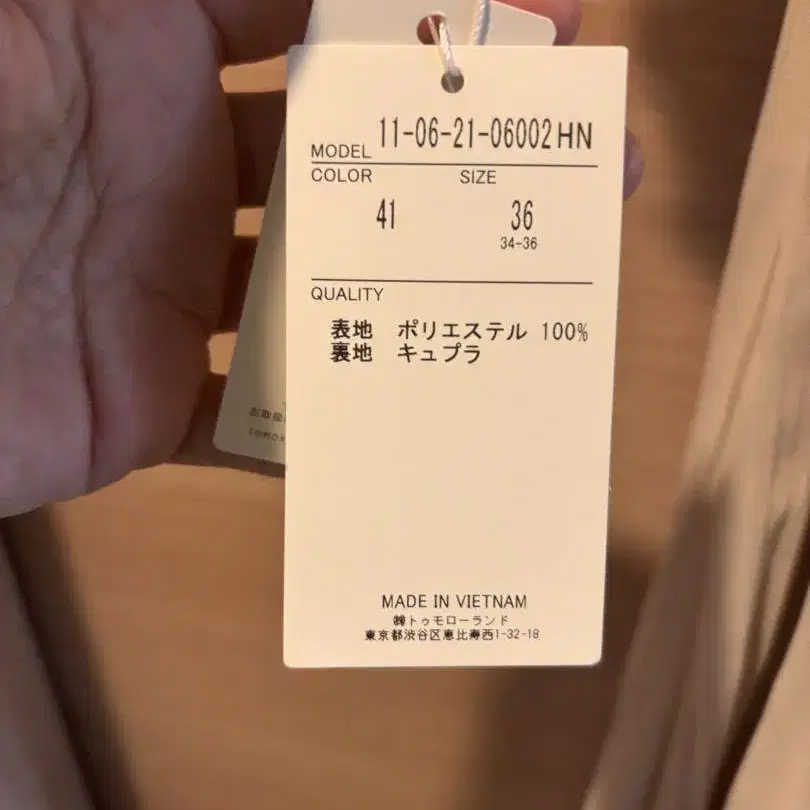 MODEL 11-06-21-06002HN
COLOR SIZE
41 36
34-36
QUALITY
表地 ポリエステル 100%
裏地 キュプラ
MADE IN VIETNAM
㈱トゥモローランド
東京都渋谷区恵比寿西1-32-18